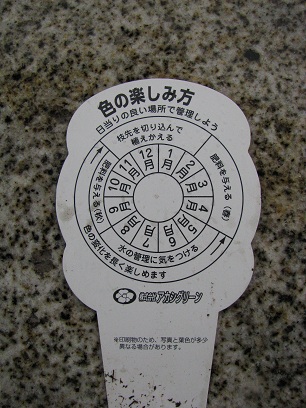 色の楽しみ方
日当りの良い場所で管理しよう
枝先を切り込んで
植えかえる
肥料を与える(春)
肥料を与える(秋)
1月
2月
3月
4月
5月
6月
7月
8月
9月
10月
11月
12月
水の管理に気をつける
色の変化を長く楽しめます
株式会社アカシグリーン
※印刷物のため、写真と葉色が多少
異なる場合があります。